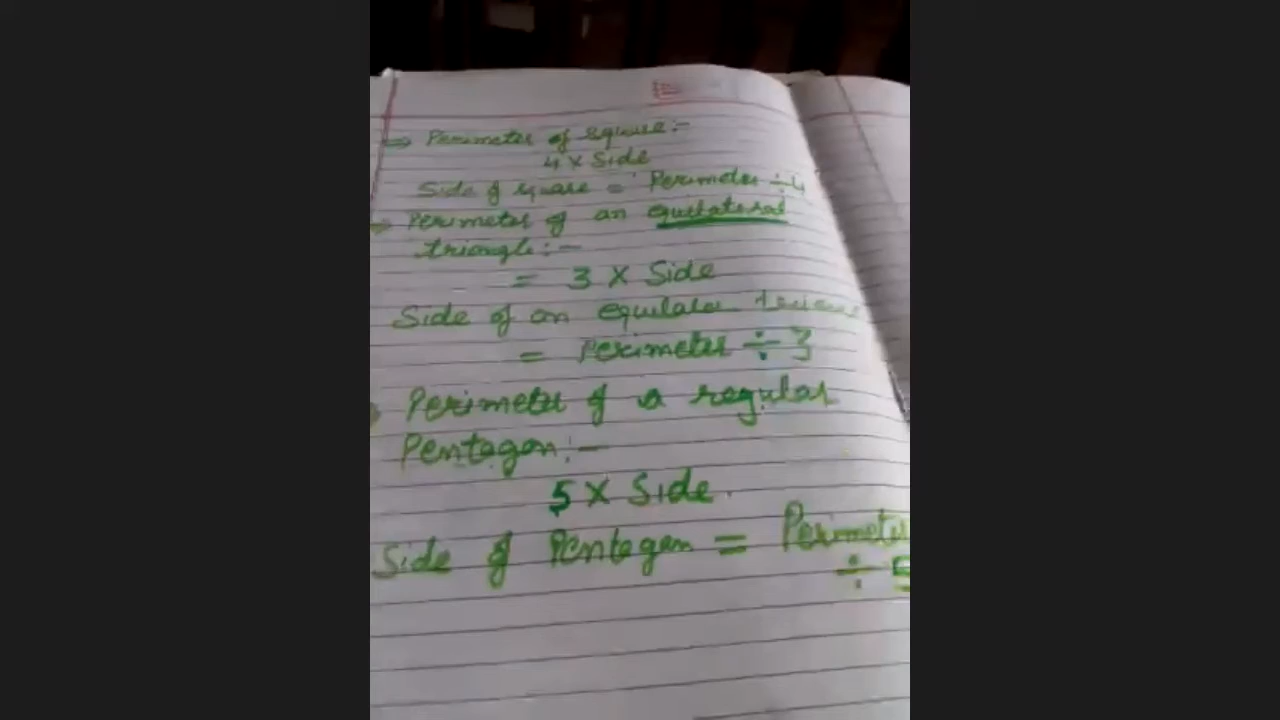 ⇒ Perimeter of square:-
4 × Side
Side of square = Perimeter ÷ 4
⇒ Perimeter of an equilateral
triangle:-
= 3 × Side
Side of an equilate
= Perimeter ÷ 3
Perimeter of a regular
Pentagon:-
5 × Side.
Side of Pentagon = Perimeter
÷ 5